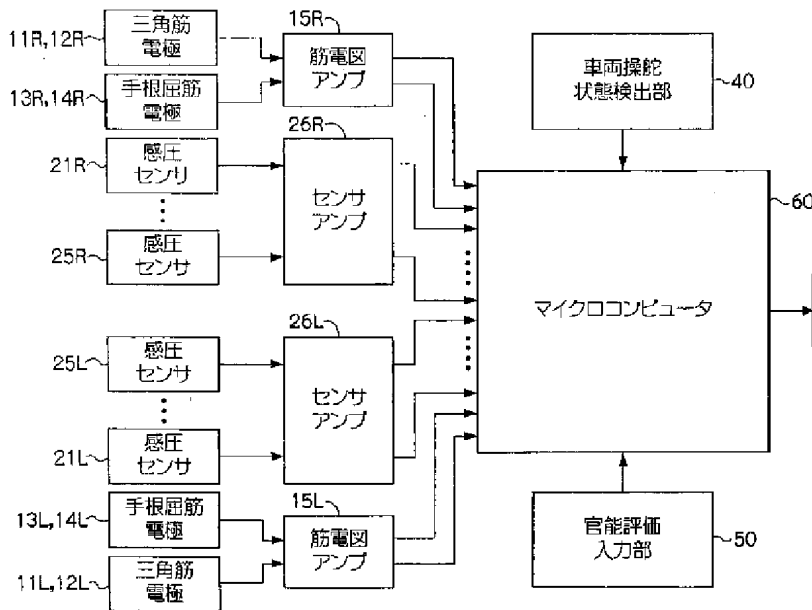 11R,12R
三角筋
電極
13R,14R
手根屈筋
電極
15R
筋電図
アンプ
21R
感圧
センサ
25R
感圧
センサ
26R
センサ
アンプ
車両操舵
状態検出部
40
マイクロコンピュータ
60
25L
感圧
センサ
21L
感圧
センサ
26L
センサ
アンプ
13L,14L
手根屈筋
電極
11L,12L
三角筋
電極
15L
筋電図
アンプ
官能評価
入力部
50